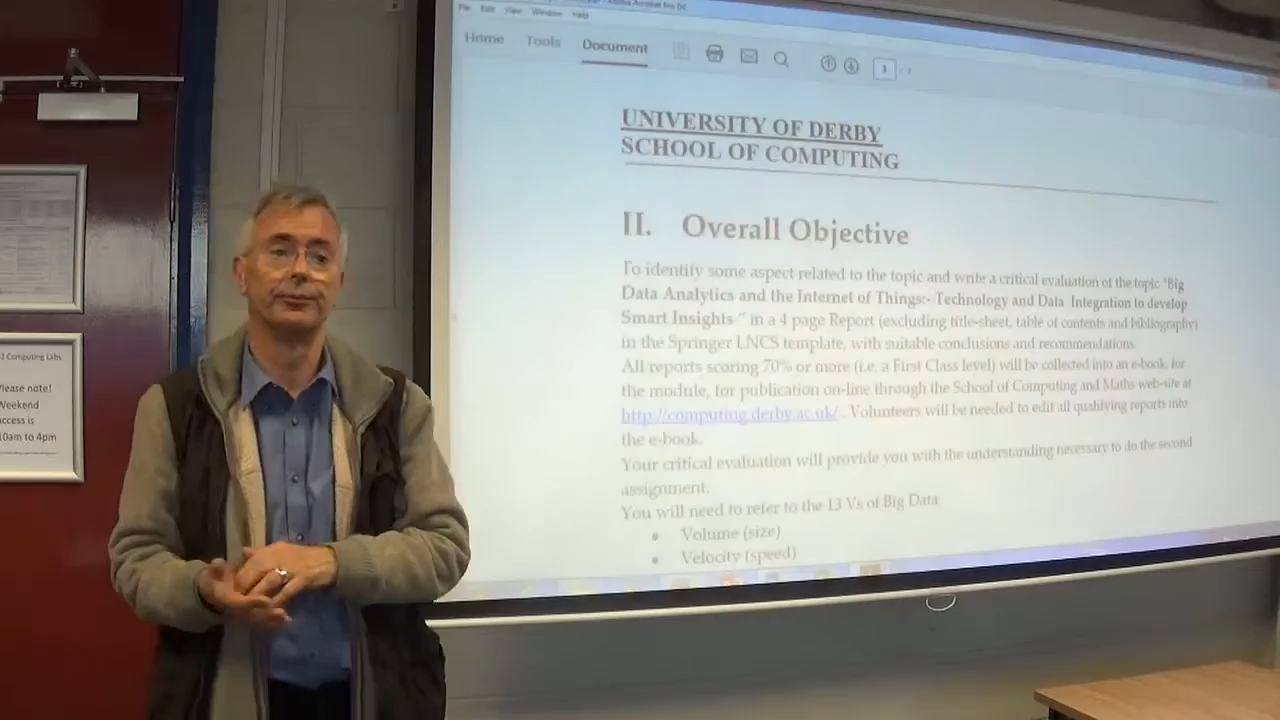 File Edit View Window Help
Home Tools Document
UNIVERSITY OF DERBY
SCHOOL OF COMPUTING
II. Overall Objective
To identify some aspect related to the topic and write a critical evaluation of the topic "Big
Data Analytics and the Internet of Things:- Technology and Data Integration to develop
Smart Insights " in a 4 page Report (excluding title-sheet, table of contents and bibliography)
in the Springer LNCS template, with suitable conclusions and recommendations.
All reports scoring 70% or more (i.e. a First Class level) will be collected into an e-book, for
the module, for publication on-line through the School of Computing and Maths web-site at
http://computing.derby.ac.uk/ . Volunteers will be needed to edit all qualifying reports into
the e-book.
Your critical evaluation will provide you with the understanding necessary to do the second
assignment.
You will need to refer to the 13 Vs of Big Data
• Volume (size)
• Velocity (speed)
Computing Labs
Please note!
Weekend
access is
10am to 4pm